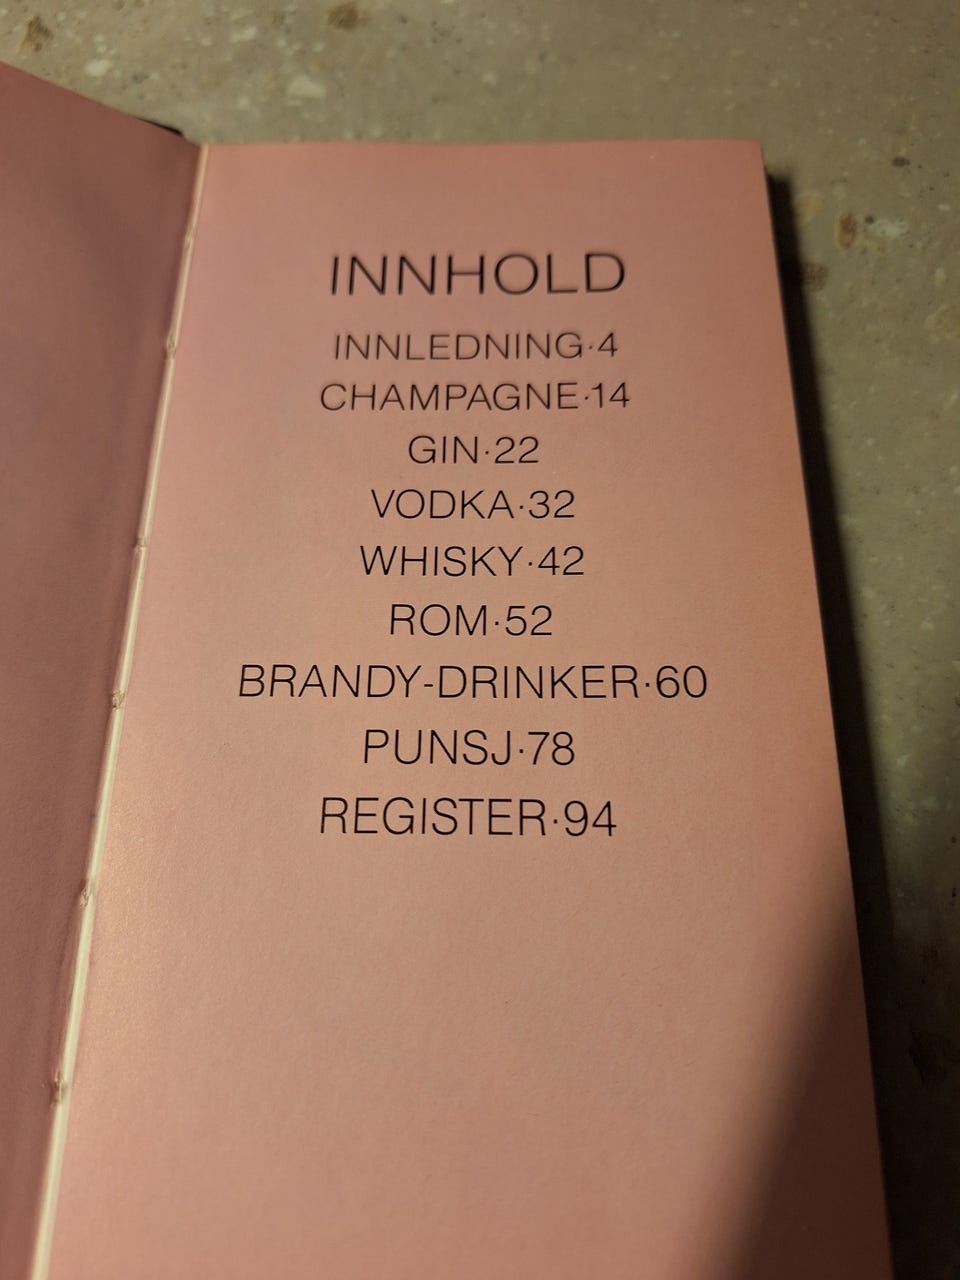 INNHOLD
INNLEDNING·4
CHAMPAGNE·14
GIN·22
VODKA·32
WHISKY·42
ROM·52
BRANDY-DRINKER·60
PUNSJ·78
REGISTER·94